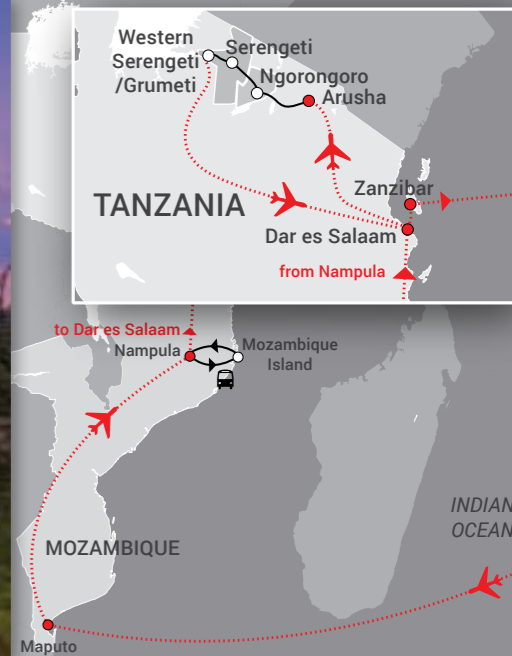 Western
Serengeti
/Grumeti
Serengeti
Ngorongoro
Arusha
TANZANIA
Zanzibar
Dar es Salaam
from Nampula
to Dar es Salaam
Nampula
Mozambique
Island
INDIAN
OCEAN
MOZAMBIQUE
Maputo